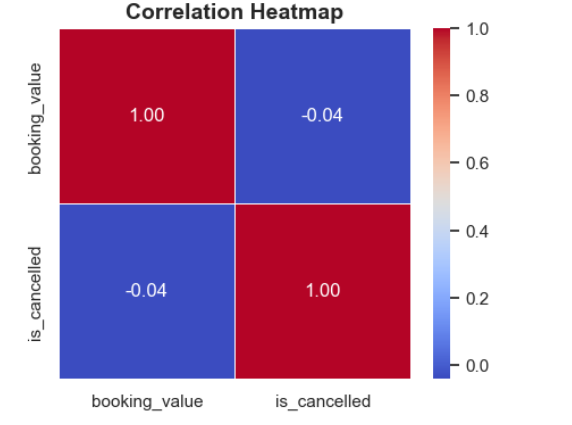 Correlation Heatmap
booking_value
1.00
-0.04
is_cancelled
-0.04
1.00
booking_value
is_cancelled
1.0
0.8
0.6
0.4
0.2
0.0